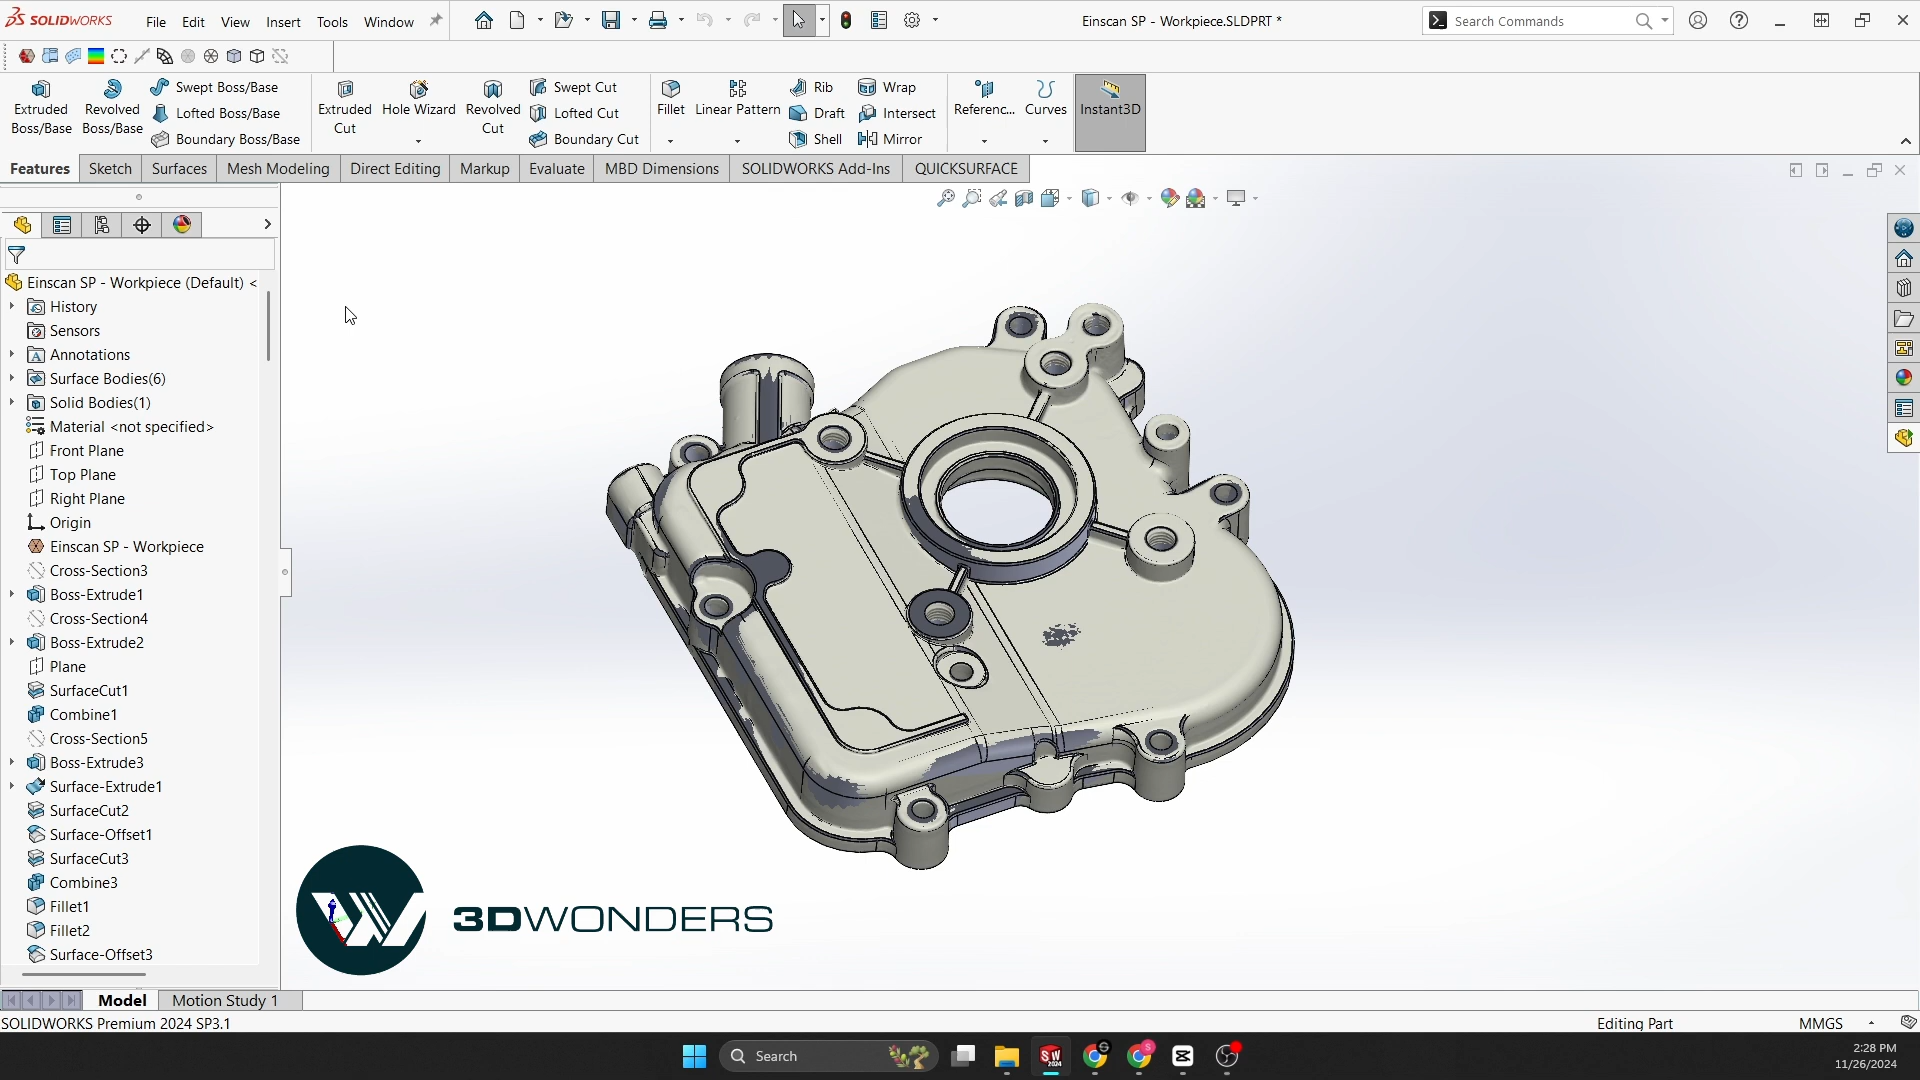 SOLIDWORKS
File Edit View Insert Tools Window
Einscan SP - Workpiece.SLDPRT *
Search Commands
Extruded Boss/Base
Revolved Boss/Base
Swept Boss/Base
Lofted Boss/Base
Boundary Boss/Base
Extruded Cut
Hole Wizard
Revolved Cut
Swept Cut
Lofted Cut
Boundary Cut
Fillet
Linear Pattern
Rib
Draft
Shell
Wrap
Intersect
Mirror
Referenc...
Curves
Instant3D
Features Sketch Surfaces Mesh Modeling Direct Editing Markup Evaluate MBD Dimensions SOLIDWORKS Add-Ins QUICKSURFACE
Einscan SP - Workpiece (Default) <
History
Sensors
Annotations
Surface Bodies(6)
Solid Bodies(1)
Material <not specified>
Front Plane
Top Plane
Right Plane
Origin
Einscan SP - Workpiece
Cross-Section3
Boss-Extrude1
Cross-Section4
Boss-Extrude2
Plane
SurfaceCut1
Combine1
Cross-Section5
Boss-Extrude3
Surface-Extrude1
SurfaceCut2
Surface-Offset1
SurfaceCut3
Combine3
Fillet1
Fillet2
Surface-Offset3
3DWONDERS
Model Motion Study 1
SOLIDWORKS Premium 2024 SP3.1
Editing Part
MMGS
Search
SW
2024
2:28 PM
11/26/2024